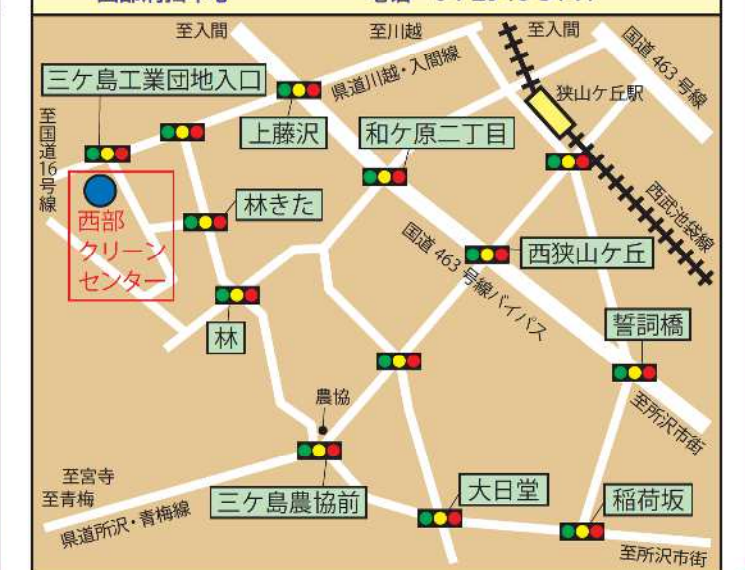 至入間
至川越
至入間
国道463号線
県道川越・入間線
三ケ島工業団地入口
狭山ケ丘駅
上藤沢
和ケ原二丁目
至国道16号線
西武池袋線
林きた
西部
クリーン
センター
国道463号線バイパス
西狭山ケ丘
林
誓詞橋
農協
至所沢市街
至宮寺
至青梅
三ケ島農協前
大日堂
稲荷坂
県道所沢・青梅線
至所沢市街